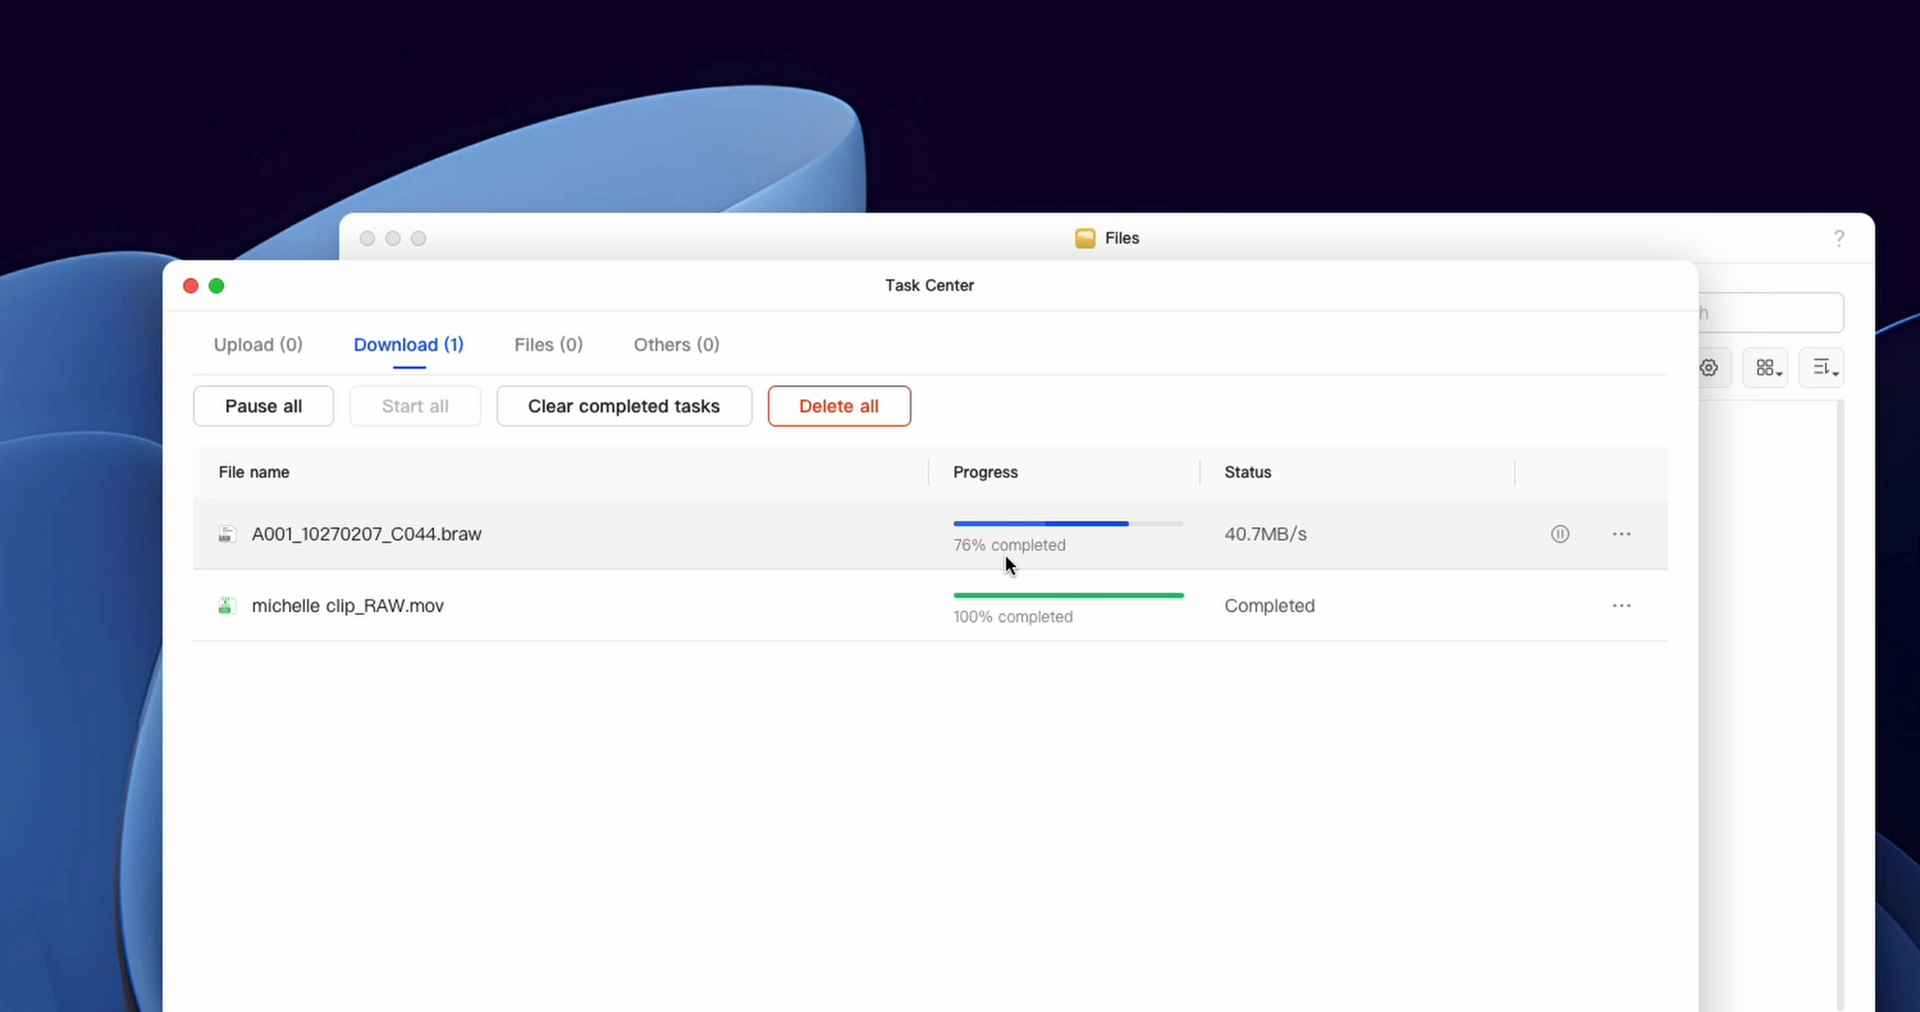 Files
?
Task Center
Upload (0) Download (1) Files (0) Others (0)
Pause all Start all Clear completed tasks Delete all
File name Progress Status
A001_10270207_C044.braw 40.7MB/s
76% completed
michelle clip_RAW.mov Completed
100% completed